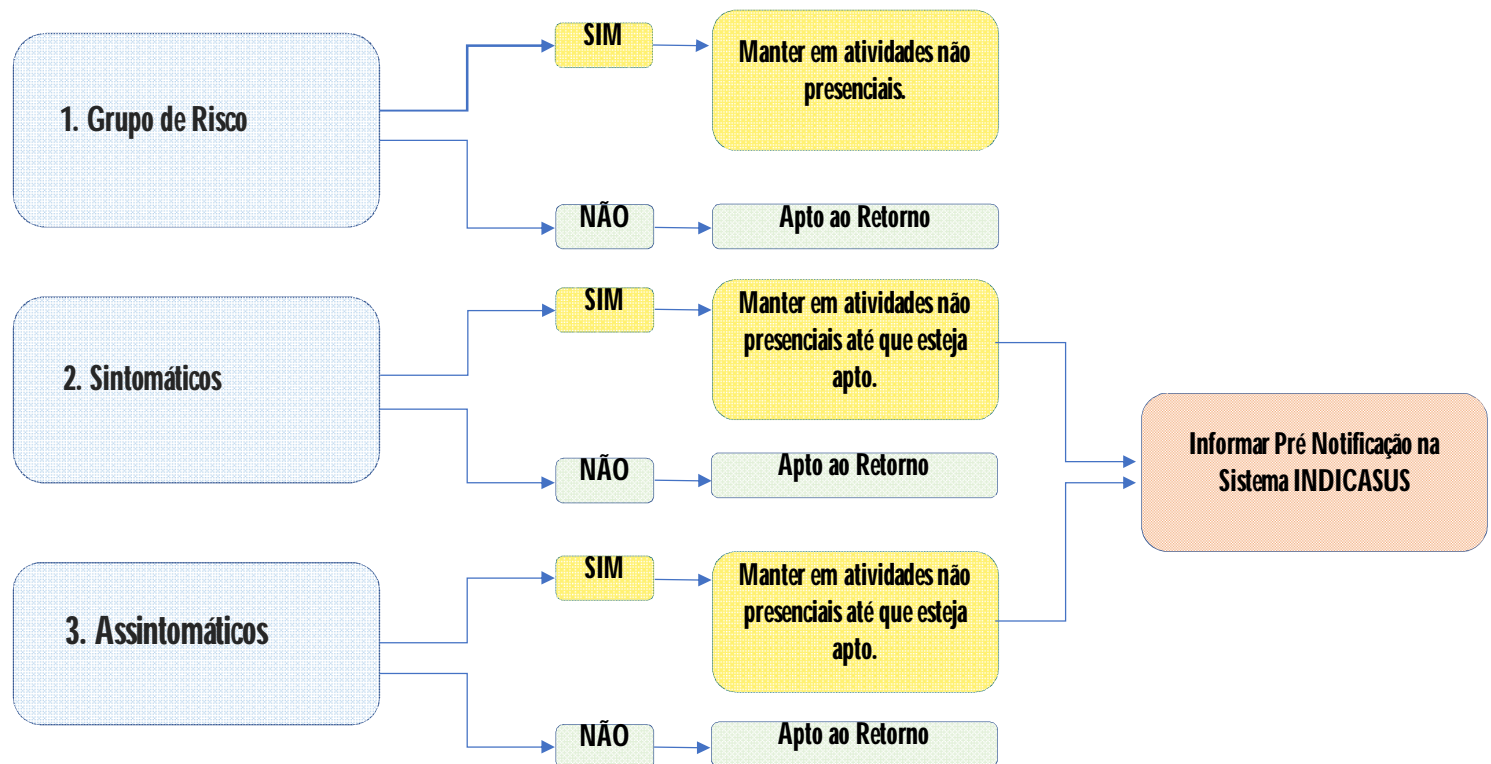 1. Grupo de Risco
SIM
Manter em atividades não
presenciais.
NÃO
Apto ao Retorno
2. Sintomáticos
SIM
Manter em atividades não
presenciais até que esteja
apto.
NÃO
Apto ao Retorno
3. Assintomáticos
SIM
Manter em atividades não
presenciais até que esteja
apto.
NÃO
Apto ao Retorno
Informar Pré Notificação na
Sistema INDICASUS